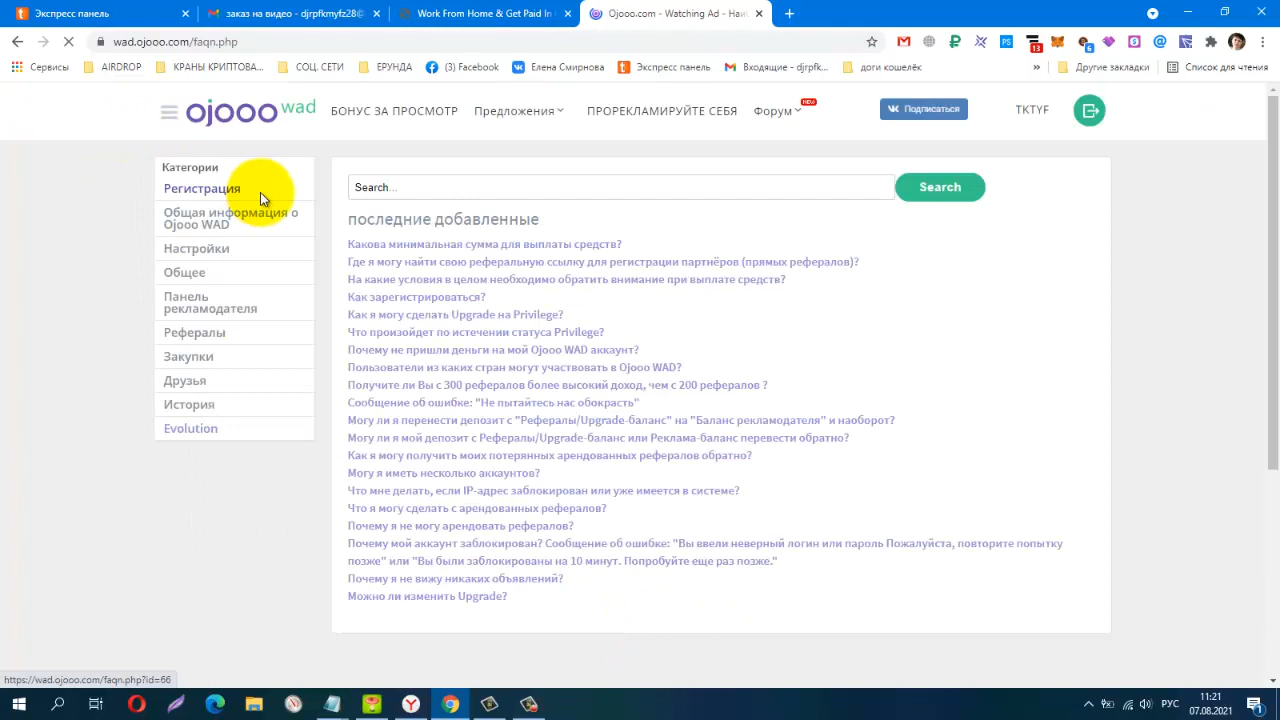 Экспресс панель
заказ на видео - djrpfkmyfz28@
Work From Home & Get Paid In
Ojooo.com - Watching Ad - Наи
wad.ojooo.com/faqn.php
13
6
Сервисы
AIRDROP
КРАНЫ КРИПТОВА...
СОЦ. СЕТИ
ЕРУНДА
(3) Facebook
Елена Смирнова
Экспресс панель
Входящие - djrpfk...
доги кошелёк
»
Другие закладки
Список для чтения
ojooo wad
БОНУС ЗА ПРОСМОТР
Предложения
ПРОРЕКЛАМИРУЙТЕ СЕБЯ
Форум
NEW
Подписаться
TKTYF
Категории
Регистрация
Общая информация о
Ojooo WAD
Настройки
Общее
Панель
рекламодателя
Рефералы
Закупки
Друзья
История
Evolution
Search...
Search
последние добавленные
Какова минимальная сумма для выплаты средств?
Где я могу найти свою реферальную ссылку для регистрации партнёров (прямых рефералов)?
На какие условия в целом необходимо обратить внимание при выплате средств?
Как зарегистрироваться?
Как я могу сделать Upgrade на Privilege?
Что произойдет по истечении статуса Privilege?
Почему не пришли деньги на мой Ojooo WAD аккаунт?
Пользователи из каких стран могут участвовать в Ojooo WAD?
Получите ли Вы с 300 рефералов более высокий доход, чем с 200 рефералов ?
Сообщение об ошибке: "Не пытайтесь нас обокрасть"
Могу ли я перенести депозит с "Рефералы/Upgrade-баланс" на "Баланс рекламодателя" и наоборот?
Могу ли я мой депозит с Рефералы/Upgrade-баланс или Реклама-баланс перевести обратно?
Как я могу получить моих потерянных арендованных рефералов обратно?
Могу я иметь несколько аккаунтов?
Что мне делать, если IP-адрес заблокирован или уже имеется в системе?
Что я могу сделать с арендованных рефералов?
Почему я не могу арендовать рефералов?
Почему мой аккаунт заблокирован? Сообщение об ошибке: "Вы ввели неверный логин или пароль Пожалуйста, повторите попытку
позже" или "Вы были заблокированы на 10 минут. Попробуйте еще раз позже."
Почему я не вижу никаких объявлений?
Можно ли изменить Upgrade?
https://wad.ojooo.com/faqn.php?id=66
РУС
11:21
07.08.2021